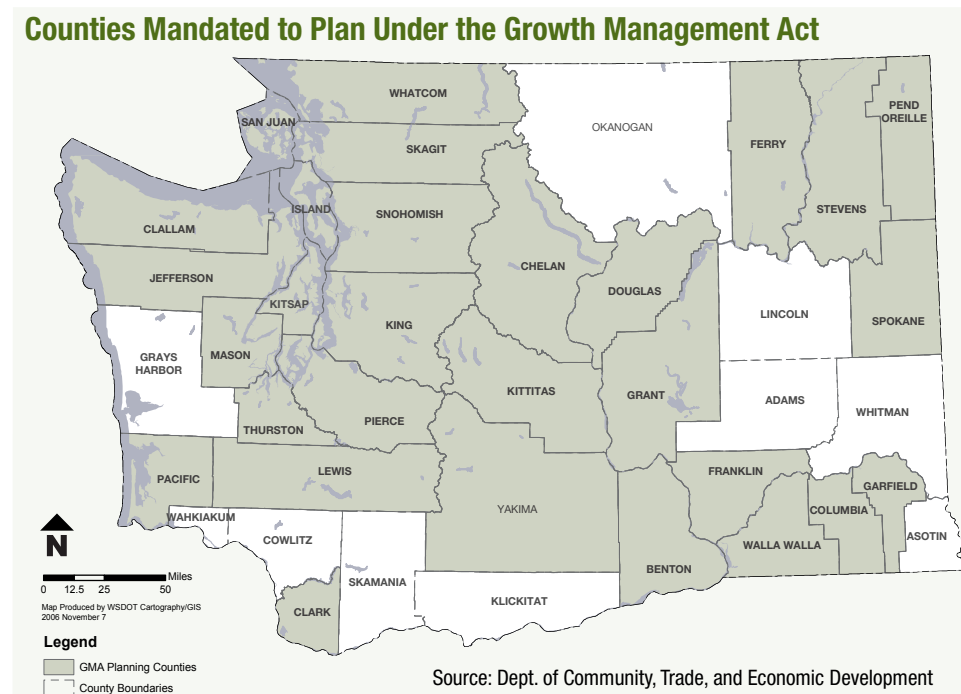 Counties Mandated to Plan Under the Growth Management Act
WHATCOM
SAN JUAN
SKAGIT
OKANOGAN
FERRY
PEND
OREILLE
STEVENS
ISLAND
SNOHOMISH
CLALLAM
CHELAN
JEFFERSON
DOUGLAS
KITSAP
LINCOLN
SPOKANE
KING
MASON
GRAYS
HARBOR
KITTITAS
GRANT
ADAMS
WHITMAN
PIERCE
THURSTON
LEWIS
FRANKLIN
PACIFIC
GARFIELD
YAKIMA
COLUMBIA
WAHKIAKUM
COWLITZ
ASOTIN
WALLA WALLA
BENTON
SKAMANIA
KLICKITAT
CLARK
N
Miles
0 12.5 25 50
Map Produced by WSDOT Cartography/GIS
2006 November 7
Legend
GMA Planning Counties
County Boundaries
Source: Dept. of Community, Trade, and Economic Development